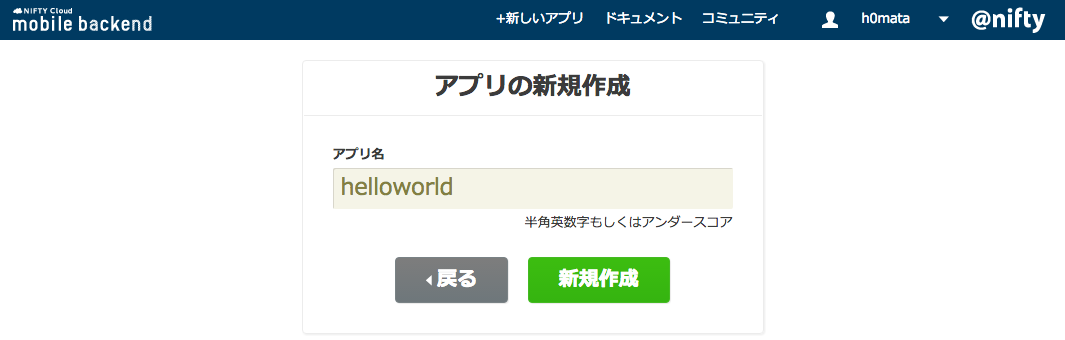 NIFTY Cloud
mobile backend
+新しいアプリ ドキュメント コミュニティ h0mata @nifty
アプリの新規作成
アプリ名
helloworld
半角英数字もしくはアンダースコア
戻る 新規作成